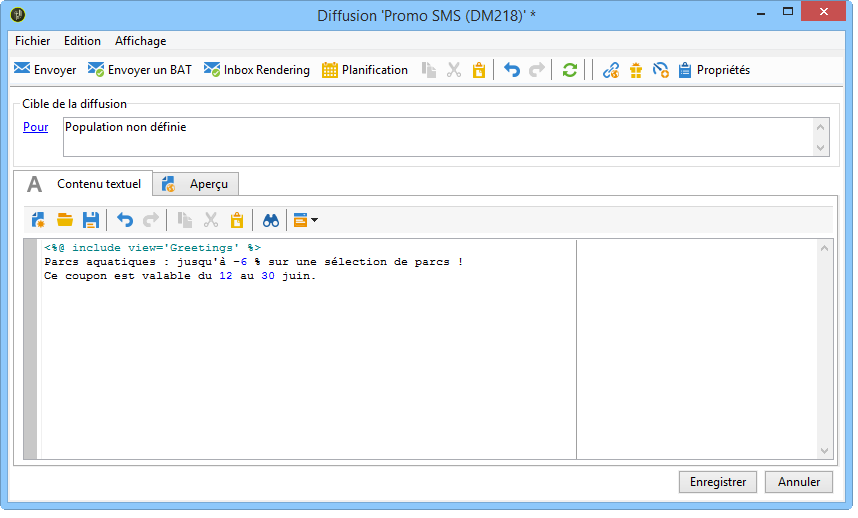 Diffusion 'Promo SMS (DM218)' *
Fichier Edition Affichage
Envoyer Envoyer un BAT Inbox Rendering Planification Propriétés
Cible de la diffusion
Pour Population non définie
A Contenu textuel Aperçu
<%@ include view='Greetings' %>
Parcs aquatiques : jusqu'à -6 % sur une sélection de parcs !
Ce coupon est valable du 12 au 30 juin.
Enregistrer Annuler